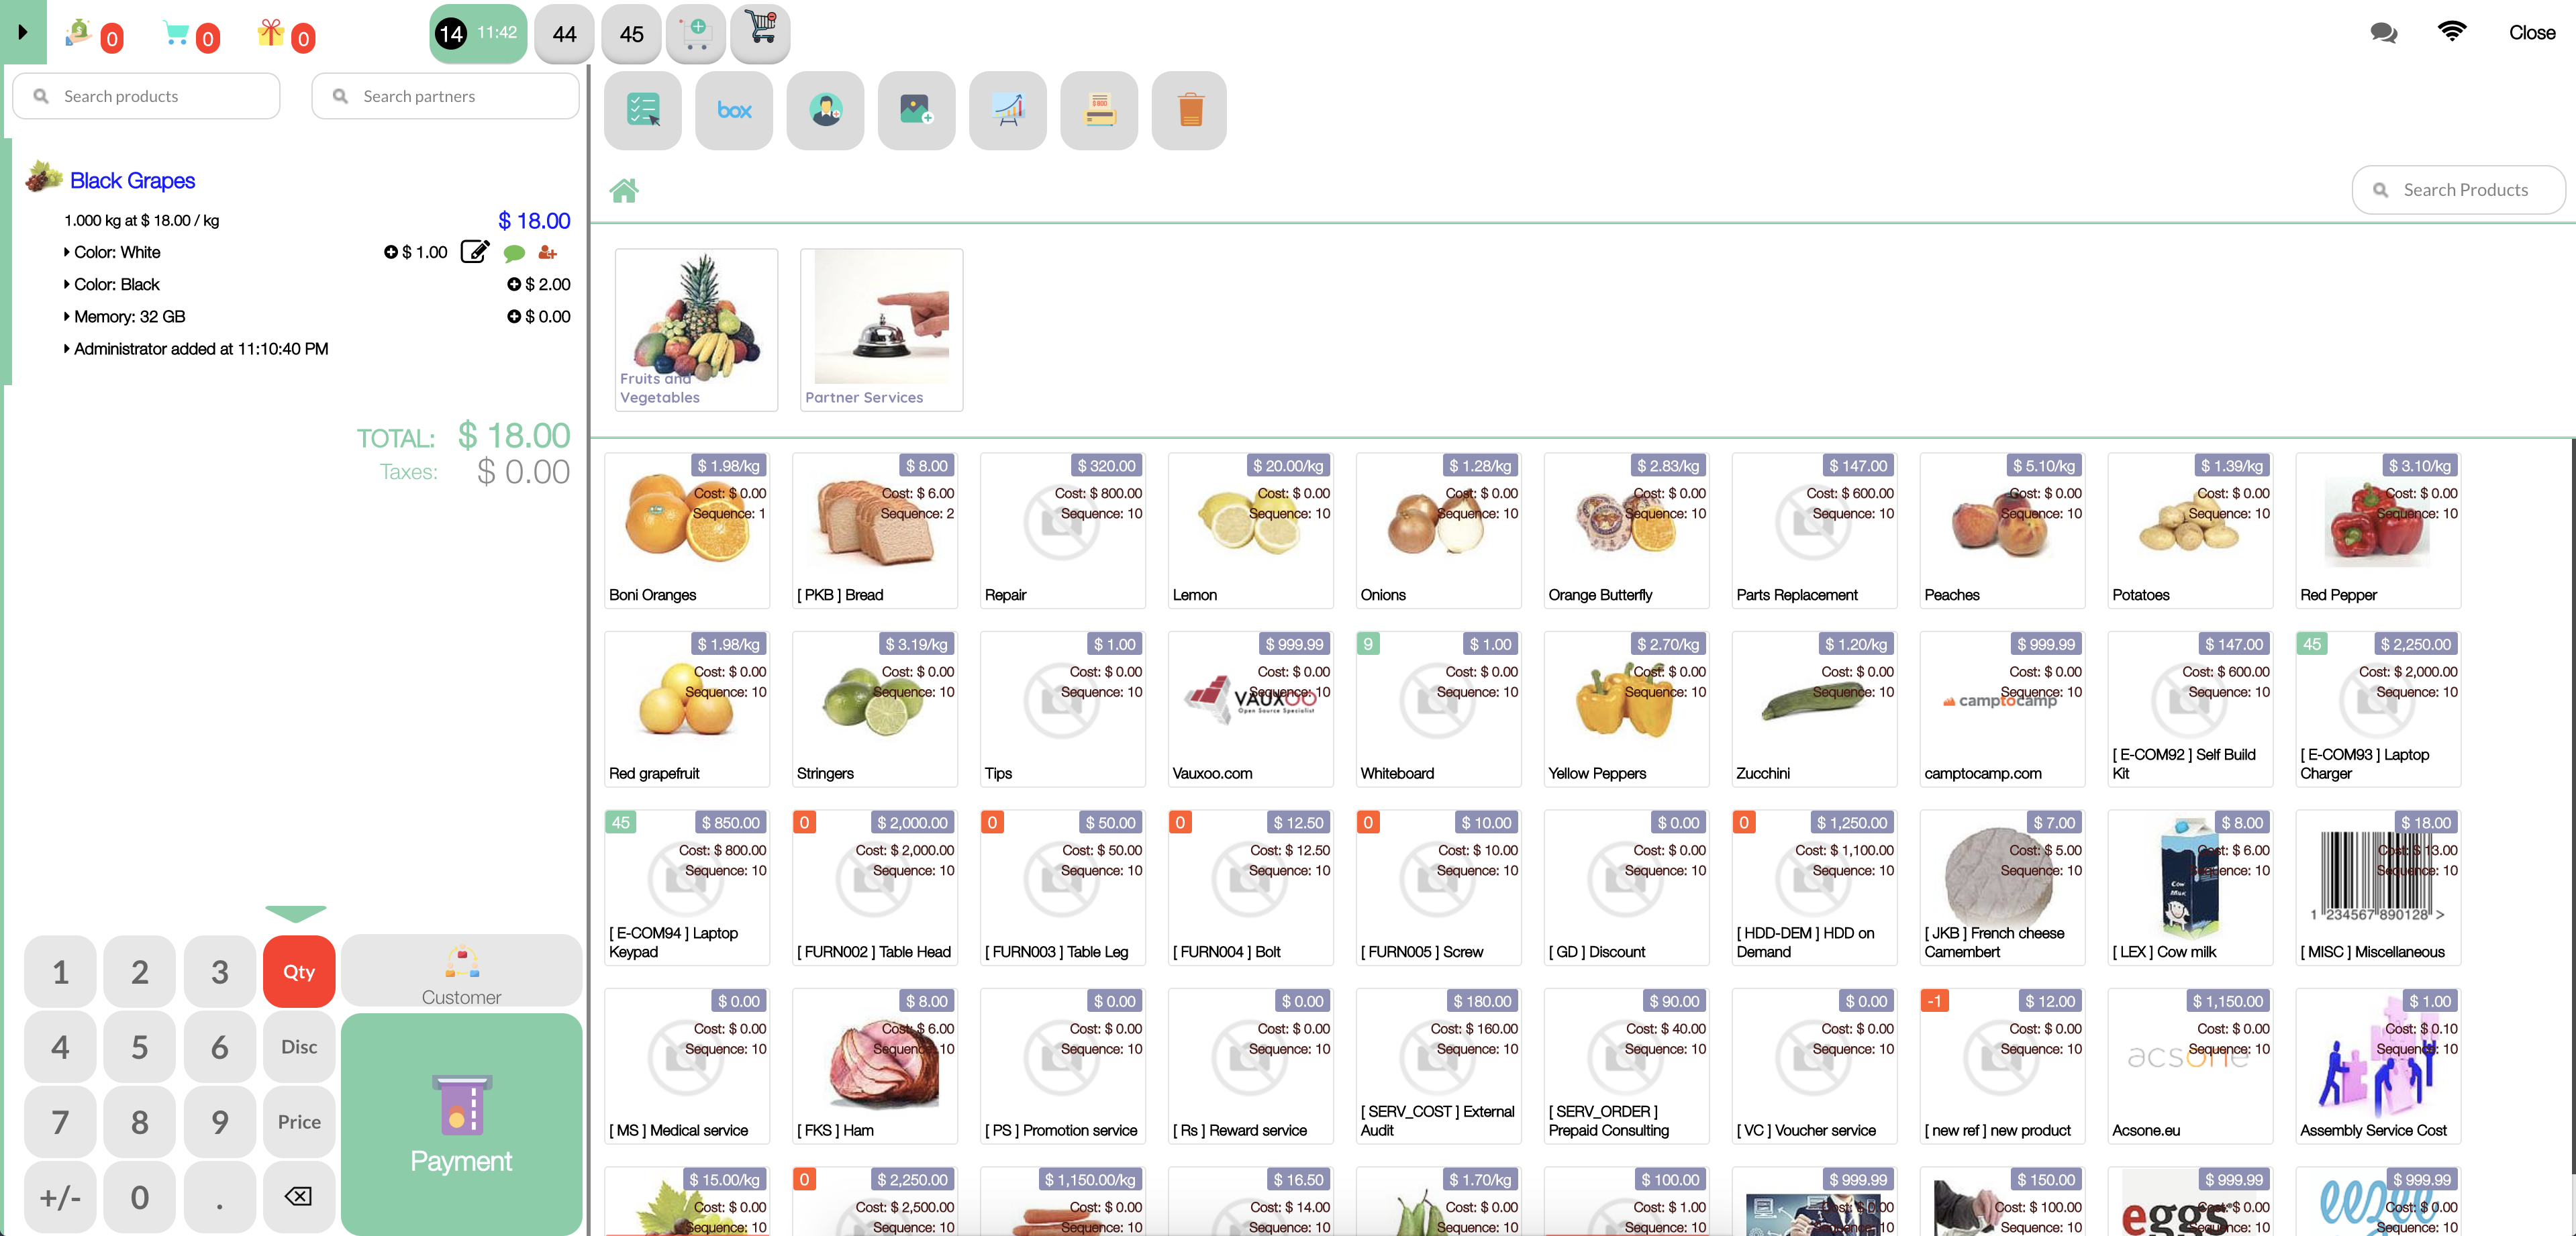 0
0
0
14 11:42
44
45
Close
Search products
Search partners
box
Black Grapes
1.000 kg at $ 18.00 / kg
$ 18.00
Color: White
$ 1.00
Color: Black
$ 2.00
Memory: 32 GB
$ 0.00
Administrator added at 11:10:40 PM
TOTAL: $ 18.00
Taxes: $ 0.00
1 2 3 Qty
4 5 6 Disc
7 8 9 Price
+/- 0 .
Customer
Payment
Search Products
Fruits and
Vegetables
Partner Services
$ 1.98/kg
Cost: $ 0.00
Sequence: 1
Boni Oranges
$ 8.00
Cost: $ 6.00
Sequence: 2
[ PKB ] Bread
$ 320.00
Cost: $ 800.00
Sequence: 10
Repair
$ 20.00/kg
Cost: $ 0.00
Sequence: 10
Lemon
$ 1.28/kg
Cost: $ 0.00
Sequence: 10
Onions
$ 2.83/kg
Cost: $ 0.00
Sequence: 10
Orange Butterfly
$ 147.00
Cost: $ 600.00
Sequence: 10
Parts Replacement
$ 5.10/kg
Cost: $ 0.00
Sequence: 10
Peaches
$ 1.39/kg
Cost: $ 0.00
Sequence: 10
Potatoes
$ 3.10/kg
Cost: $ 0.00
Sequence: 10
Red Pepper
$ 1.98/kg
Cost: $ 0.00
Sequence: 10
Red grapefruit
$ 3.19/kg
Cost: $ 0.00
Sequence: 10
Stringers
$ 1.00
Cost: $ 0.00
Sequence: 10
Tips
$ 999.99
Cost: $ 0.00
Sequence: 10
VAUXOO
Open Source Specialist
Vauxoo.com
9
$ 1.00
Cost: $ 0.00
Sequence: 10
Whiteboard
$ 2.70/kg
Cost: $ 0.00
Sequence: 10
Yellow Peppers
$ 1.20/kg
Cost: $ 0.00
Sequence: 10
Zucchini
$ 999.99
Cost: $ 0.00
Sequence: 10
camptocamp
camptocamp.com
$ 147.00
Cost: $ 600.00
Sequence: 10
[ E-COM92 ] Self Build
Kit
45
$ 2,250.00
Cost: $ 2,000.00
Sequence: 10
[ E-COM93 ] Laptop
Charger
45
$ 850.00
Cost: $ 800.00
Sequence: 10
[ E-COM94 ] Laptop
Keypad
0
$ 2,000.00
Cost: $ 2,000.00
Sequence: 10
[ FURN002 ] Table Head
0
$ 50.00
Cost: $ 50.00
Sequence: 10
[ FURN003 ] Table Leg
0
$ 12.50
Cost: $ 12.50
Sequence: 10
[ FURN004 ] Bolt
0
$ 10.00
Cost: $ 10.00
Sequence: 10
[ FURN005 ] Screw
$ 0.00
Cost: $ 0.00
Sequence: 10
[ GD ] Discount
0
$ 1,250.00
Cost: $ 1,100.00
Sequence: 10
[ HDD-DEM ] HDD on
Demand
$ 7.00
Cost: $ 5.00
Sequence: 10
[ JKB ] French cheese
Camembert
$ 8.00
Cost: $ 6.00
Sequence: 10
Cow
Milk
[ LEX ] Cow milk
$ 18.00
Cost: $ 13.00
Sequence: 10
1 234567 890128 >
[ MISC ] Miscellaneous
$ 0.00
Cost: $ 0.00
Sequence: 10
[ MS ] Medical service
$ 8.00
Cost: $ 6.00
Sequence: 10
[ FKS ] Ham
$ 0.00
Cost: $ 0.00
Sequence: 10
[ PS ] Promotion service
$ 0.00
Cost: $ 0.00
Sequence: 10
[ Rs ] Reward service
$ 180.00
Cost: $ 160.00
Sequence: 10
[ SERV_COST ] External
Audit
$ 90.00
Cost: $ 40.00
Sequence: 10
[ SERV_ORDER ]
Prepaid Consulting
$ 0.00
Cost: $ 0.00
Sequence: 10
[ VC ] Voucher service
-1
$ 12.00
Cost: $ 0.00
Sequence: 10
[ new ref ] new product
$ 1,150.00
Cost: $ 0.00
Sequence: 10
acsone
Acsone.eu
$ 1.00
Cost: $ 0.10
Sequence: 10
Assembly Service Cost
$ 15.00/kg
Cost: $ 0.00
Sequence: 10
0
$ 2,250.00
Cost: $ 2,500.00
Sequence: 10
$ 1,150.00/kg
Cost: $ 0.00
Sequence: 10
$ 16.50
Cost: $ 14.00
Sequence: 10
$ 1.70/kg
Cost: $ 0.00
Sequence: 10
$ 100.00
Cost: $ 1.00
Sequence: 10
$ 999.99
Cost: $ 0.00
Sequence: 10
$ 150.00
Cost: $ 100.00
Sequence: 10
$ 999.99
Cost: $ 0.00
Sequence: 10
eggs
$ 999.99
Cost: $ 0.00
Sequence: 10